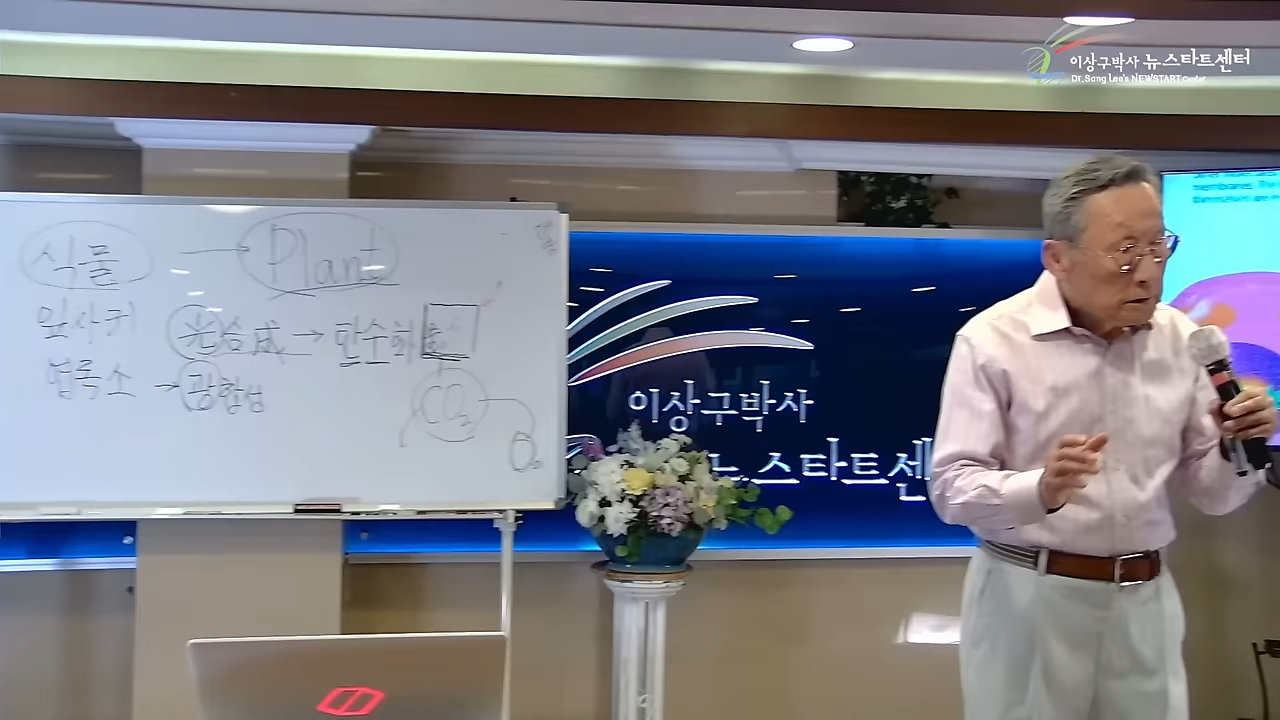 이상구박사 뉴스타트센터
Dr. Sang Lee's NEWSTART Center
식물 → Plant
잎사귀 光合成 → 탄수화
엽록소 → 광합성
CO₂
O₂
이상구박사
뉴스타트센